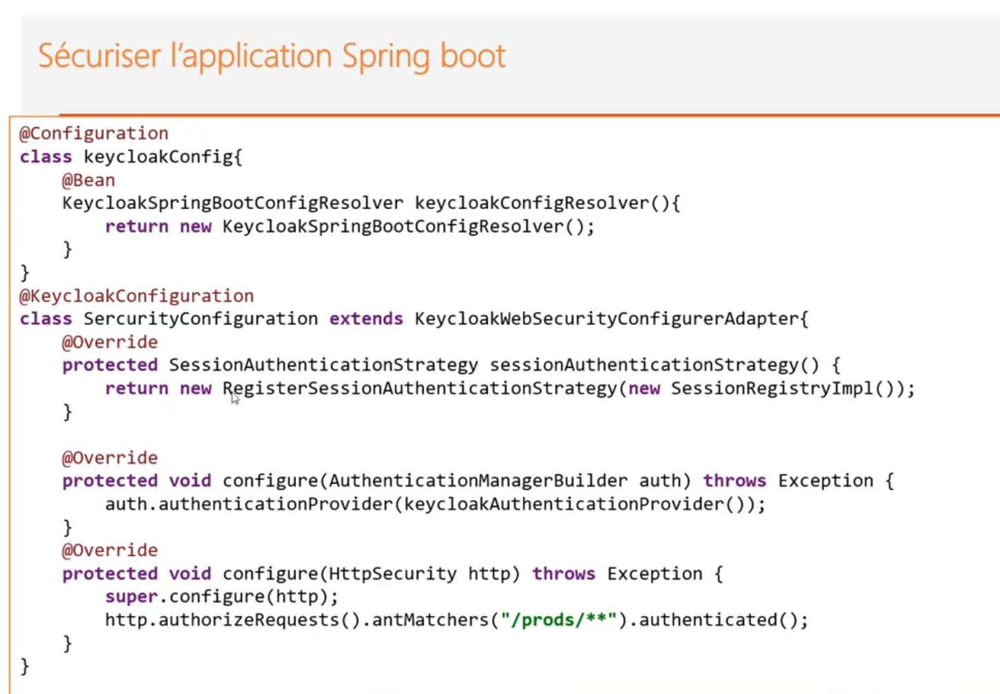 Sécuriser l’application Spring boot
@Configuration
class keycloakConfig{
@Bean
KeycloakSpringBootConfigResolver keycloakConfigResolver(){
return new KeycloakSpringBootConfigResolver();
}
}
@KeycloakConfiguration
class SercurityConfiguration extends KeycloakWebSecurityConfigurerAdapter{
@Override
protected SessionAuthenticationStrategy sessionAuthenticationStrategy() {
return new RegisterSessionAuthenticationStrategy(new SessionRegistryImpl());
}
@Override
protected void configure(AuthenticationManagerBuilder auth) throws Exception {
auth.authenticationProvider(keycloakAuthenticationProvider());
}
@Override
protected void configure(HttpSecurity http) throws Exception {
super.configure(http);
http.authorizeRequests().antMatchers("/prods/**").authenticated();
}
}